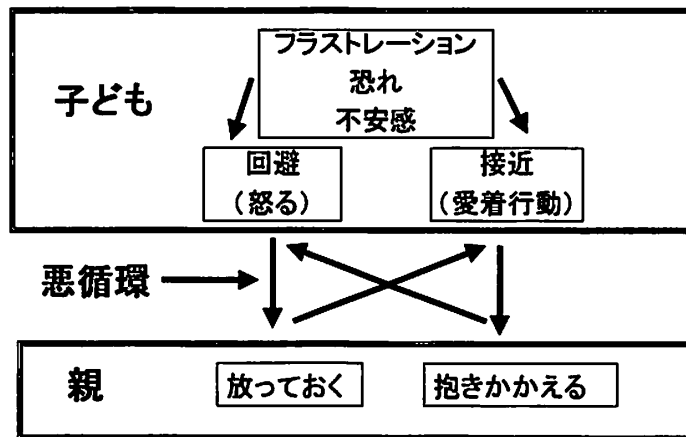 フラストレーション
恐れ
不安感
子ども
回避
(怒る)
接近
(愛着行動)
悪循環
親
放っておく
抱きかかえる